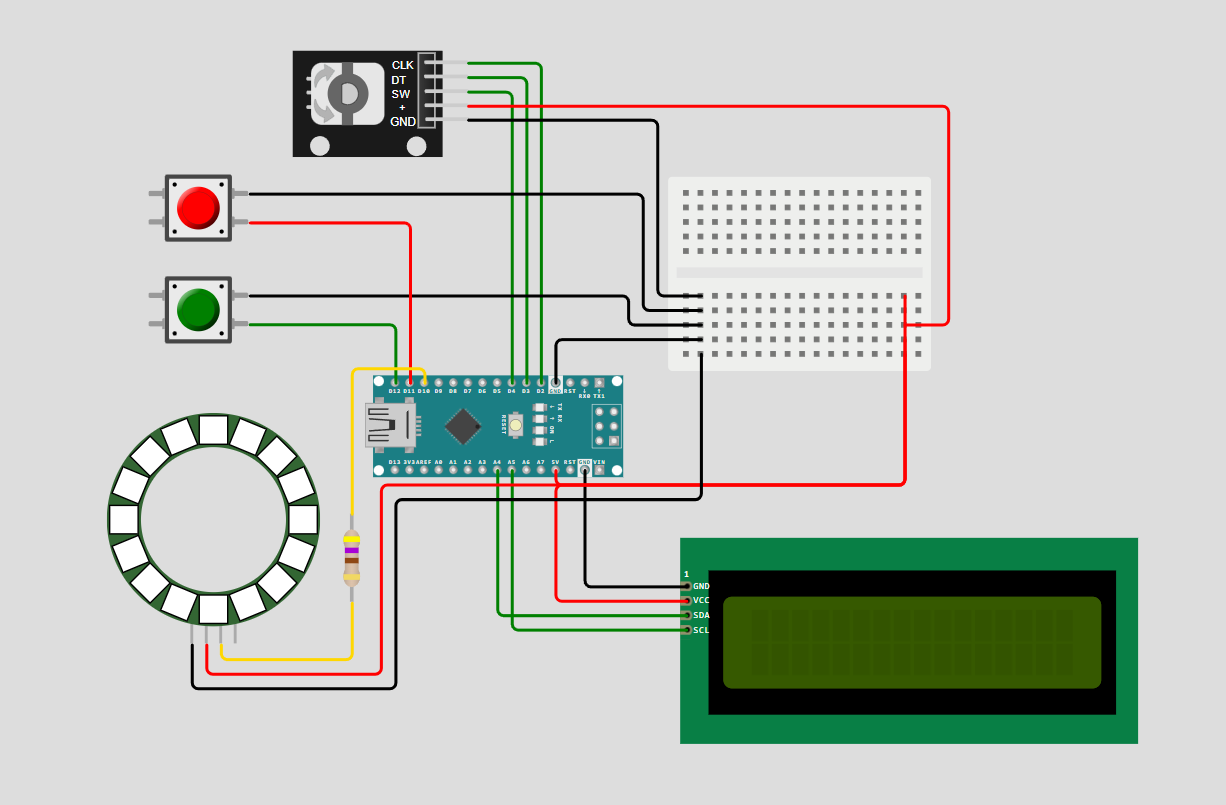 CLK
DT
SW
+
GND
D12 D11 D10 D9 D8 D7 D6 D5 D4 D3 D2 GND RST RX0 TX1
RESET
TX RX
ON L
D13 3V3 AREF A0 A1 A2 A3 A4 A5 A6 A7 5V RST GND VIN
1
GND
VCC
SDA
SCL